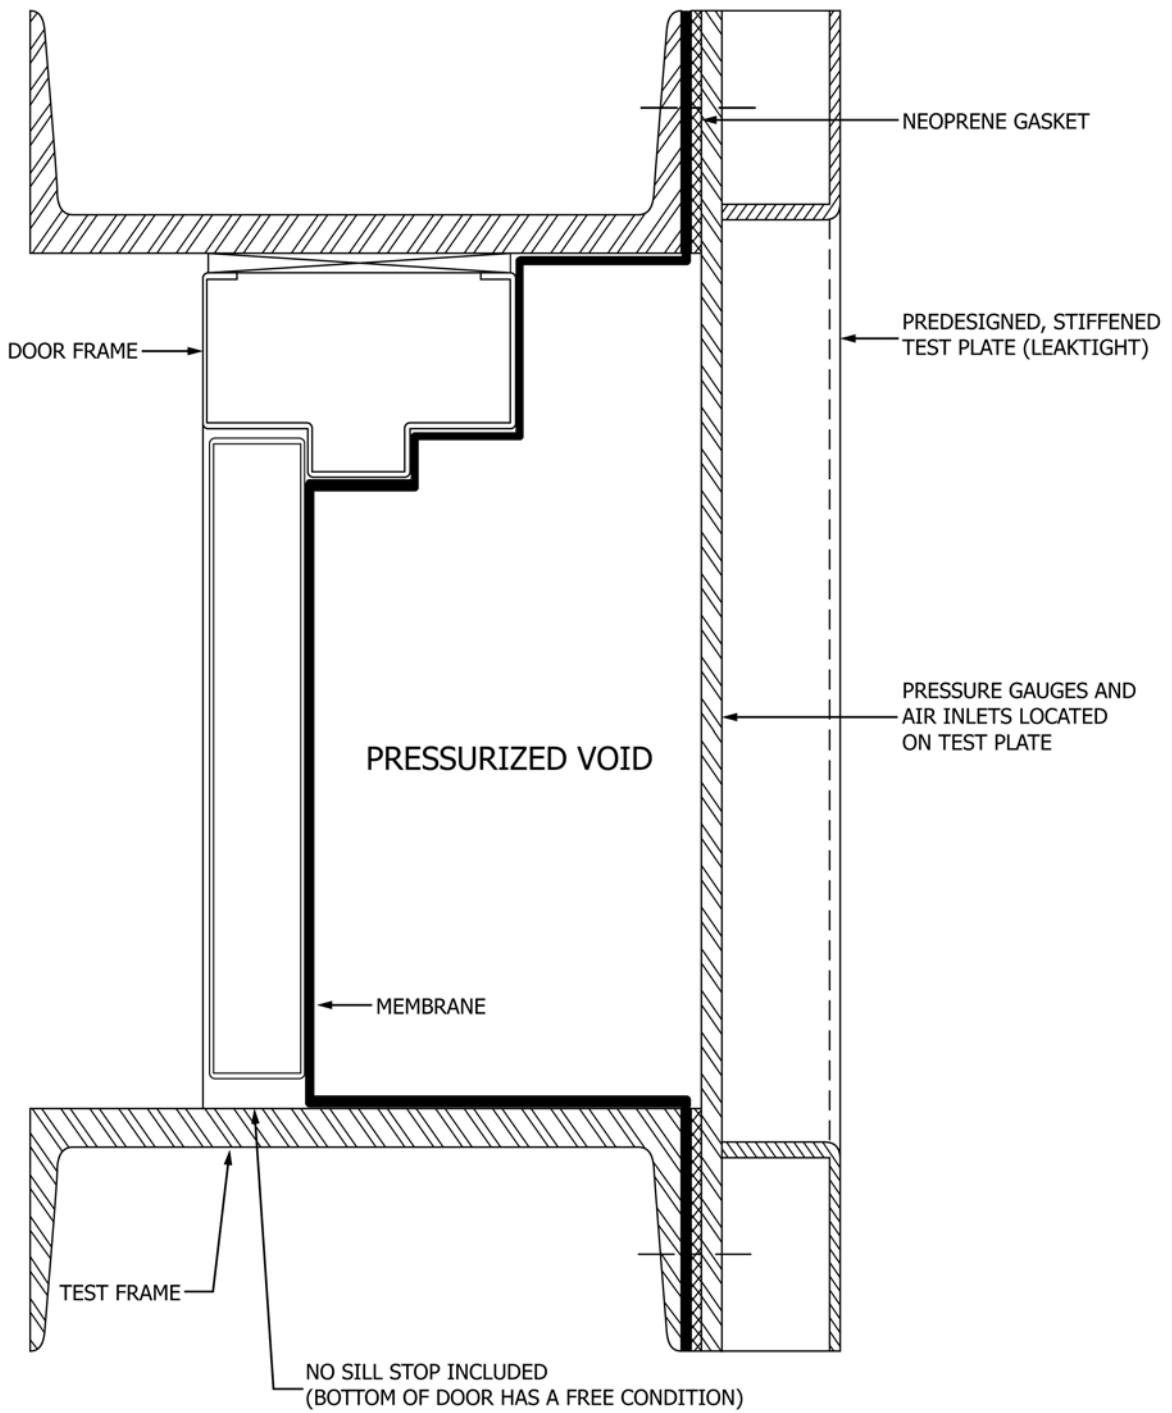 NEOPRENE GASKET
PREDESIGNED, STIFFENED
TEST PLATE (LEAKTIGHT)
DOOR FRAME
PRESSURE GAUGES AND
AIR INLETS LOCATED
ON TEST PLATE
PRESSURIZED VOID
MEMBRANE
TEST FRAME
NO SILL STOP INCLUDED
(BOTTOM OF DOOR HAS A FREE CONDITION)